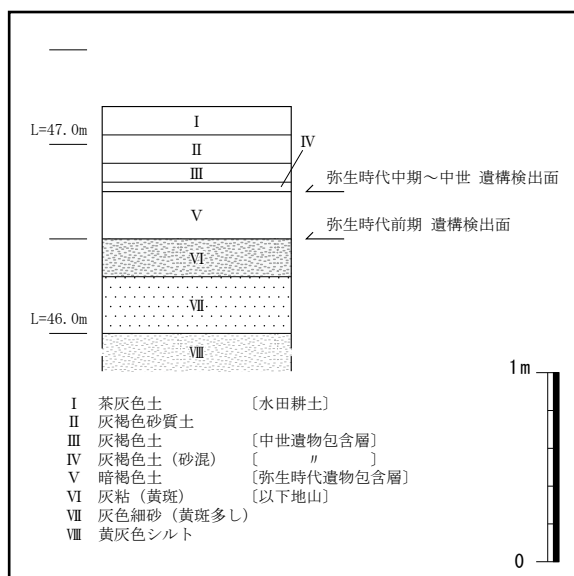 L=47.0m
Ⅰ
Ⅱ
Ⅲ
Ⅳ
弥生時代中期～中世 遺構検出面
Ⅴ
弥生時代前期 遺構検出面
Ⅵ
Ⅶ
L=46.0m
Ⅷ
1m
0
Ⅰ 茶灰色土 〔水田耕土〕
Ⅱ 灰褐色砂質土
Ⅲ 灰褐色土 〔中世遺物包含層〕
Ⅳ 灰褐色土（砂混） 〔 〃 〕
Ⅴ 暗褐色土 〔弥生時代遺物包含層〕
Ⅵ 灰粘（黄斑） 〔以下地山〕
Ⅶ 灰色細砂（黄斑多し）
Ⅷ 黄灰色シルト